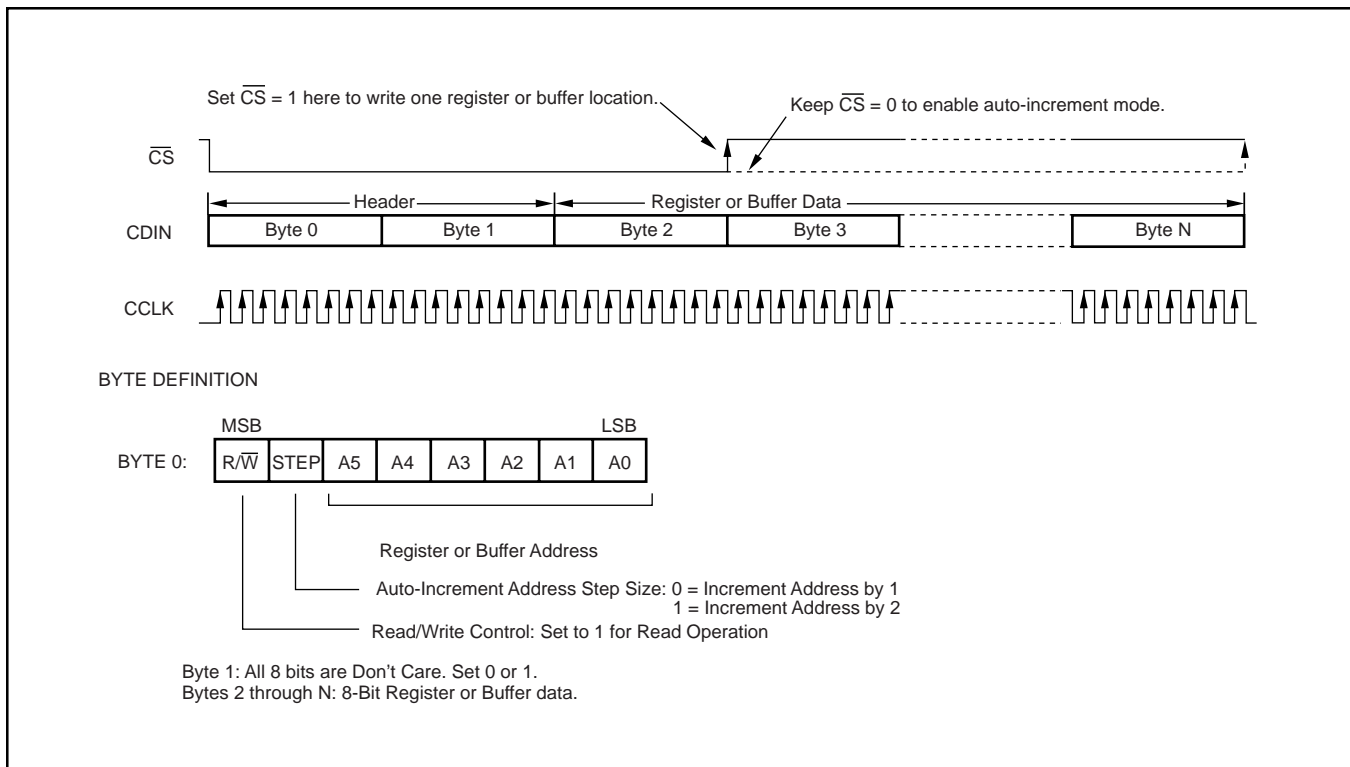 Set C̅S̅ = 1 here to write one register or buffer location.
Keep C̅S̅ = 0 to enable auto-increment mode.
C̅S̅
Header
Register or Buffer Data
CDIN
Byte 0
Byte 1
Byte 2
Byte 3
Byte N
CCLK
BYTE DEFINITION
MSB
LSB
BYTE 0:
R/W̅
STEP
A5
A4
A3
A2
A1
A0
Register or Buffer Address
Auto-Increment Address Step Size: 0 = Increment Address by 1
1 = Increment Address by 2
Read/Write Control: Set to 1 for Read Operation
Byte 1: All 8 bits are Don’t Care. Set 0 or 1.
Bytes 2 through N: 8-Bit Register or Buffer data.